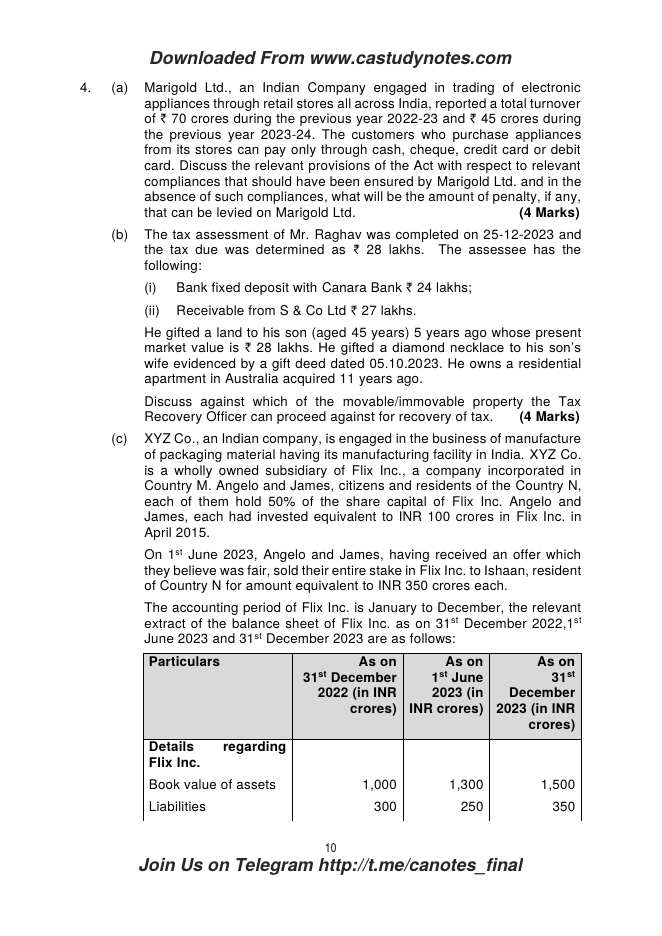 Downloaded From www.castudynotes.com
4. (a) Marigold Ltd., an Indian Company engaged in trading of electronic
appliances through retail stores all across India, reported a total turnover
of ₹ 70 crores during the previous year 2022-23 and ₹ 45 crores during
the previous year 2023-24. The customers who purchase appliances
from its stores can pay only through cash, cheque, credit card or debit
card. Discuss the relevant provisions of the Act with respect to relevant
compliances that should have been ensured by Marigold Ltd. and in the
absence of such compliances, what will be the amount of penalty, if any,
that can be levied on Marigold Ltd. (4 Marks)
(b) The tax assessment of Mr. Raghav was completed on 25-12-2023 and
the tax due was determined as ₹ 28 lakhs. The assessee has the
following:
(i) Bank fixed deposit with Canara Bank ₹ 24 lakhs;
(ii) Receivable from S & Co Ltd ₹ 27 lakhs.
He gifted a land to his son (aged 45 years) 5 years ago whose present
market value is ₹ 28 lakhs. He gifted a diamond necklace to his son's
wife evidenced by a gift deed dated 05.10.2023. He owns a residential
apartment in Australia acquired 11 years ago.
Discuss against which of the movable/immovable property the Tax
Recovery Officer can proceed against for recovery of tax. (4 Marks)
(c) XYZ Co., an Indian company, is engaged in the business of manufacture
of packaging material having its manufacturing facility in India. XYZ Co.
is a wholly owned subsidiary of Flix Inc., a company incorporated in
Country M. Angelo and James, citizens and residents of the Country N,
each of them hold 50% of the share capital of Flix Inc. Angelo and
James, each had invested equivalent to INR 100 crores in Flix Inc. in
April 2015.
On 1st June 2023, Angelo and James, having received an offer which
they believe was fair, sold their entire stake in Flix Inc. to Ishaan, resident
of Country N for amount equivalent to INR 350 crores each.
The accounting period of Flix Inc. is January to December, the relevant
extract of the balance sheet of Flix Inc. as on 31st December 2022,1st
June 2023 and 31st December 2023 are as follows:
Particulars As on As on As on
31st December 1st June 31st
2022 (in INR 2023 (in December
crores) INR crores) 2023 (in INR
crores)
Details regarding
Flix Inc.
Book value of assets 1,000 1,300 1,500
Liabilities 300 250 350
10
Join Us on Telegram http://t.me/canotes_final